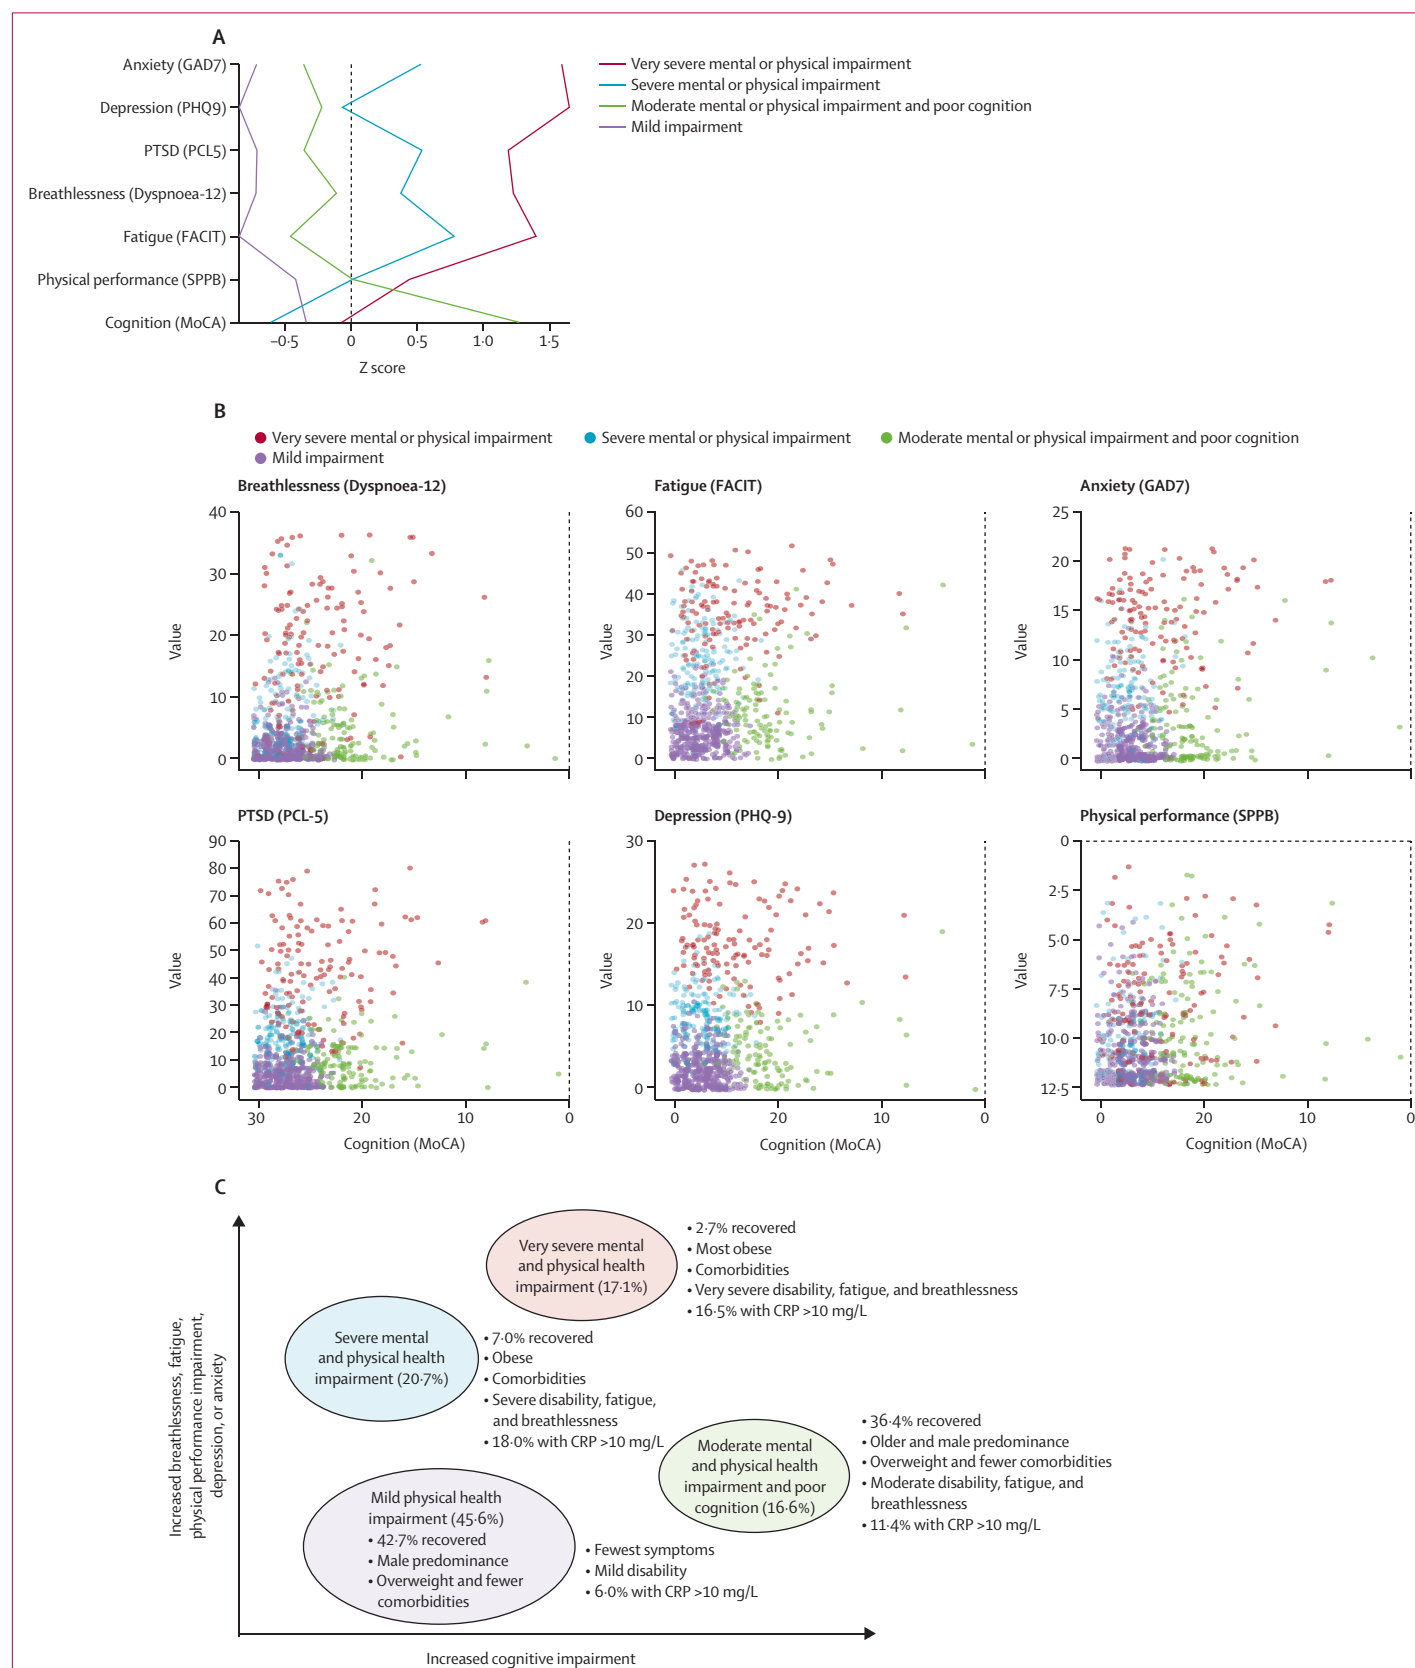 A
Anxiety (GAD7)
Depression (PHQ9)
PTSD (PCL5)
Breathlessness (Dyspnoea-12)
Fatigue (FACIT)
Physical performance (SPPB)
Cognition (MoCA)
–0·5
0
0·5
1·0
1·5
Z score
Very severe mental or physical impairment
Severe mental or physical impairment
Moderate mental or physical impairment and poor cognition
Mild impairment
B
Very severe mental or physical impairment
Severe mental or physical impairment
Moderate mental or physical impairment and poor cognition
Mild impairment
Breathlessness (Dyspnoea-12)
40
30
20
10
0
Value
Fatigue (FACIT)
60
50
40
30
20
10
0
Value
Anxiety (GAD7)
25
20
15
10
5
0
Value
PTSD (PCL-5)
90
80
70
60
50
40
30
20
10
0
Value
30
20
10
0
Cognition (MoCA)
Depression (PHQ-9)
30
20
10
0
Value
0
20
10
0
Cognition (MoCA)
Physical performance (SPPB)
0
2·5
5·0
7·5
10·0
12·5
Value
0
20
10
0
Cognition (MoCA)
C
Increased breathlessness, fatigue,
physical performance impairment,
depression, or anxiety
Very severe mental
and physical health
impairment (17·1%)
• 2·7% recovered
• Most obese
• Comorbidities
• Very severe disability, fatigue, and breathlessness
• 16·5% with CRP >10 mg/L
Severe mental
and physical health
impairment (20·7%)
• 7·0% recovered
• Obese
• Comorbidities
• Severe disability, fatigue,
and breathlessness
• 18·0% with CRP >10 mg/L
Moderate mental
and physical health
impairment and poor
cognition (16·6%)
• 36·4% recovered
• Older and male predominance
• Overweight and fewer comorbidities
• Moderate disability, fatigue, and
breathlessness
• 11·4% with CRP >10 mg/L
Mild physical health
impairment (45·6%)
• 42·7% recovered
• Male predominance
• Overweight and fewer
comorbidities
• Fewest symptoms
• Mild disability
• 6·0% with CRP >10 mg/L
Increased cognitive impairment